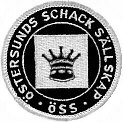 ÖSTERSUNDS SCHACK SÄLLSKAP
· ÖSS ·